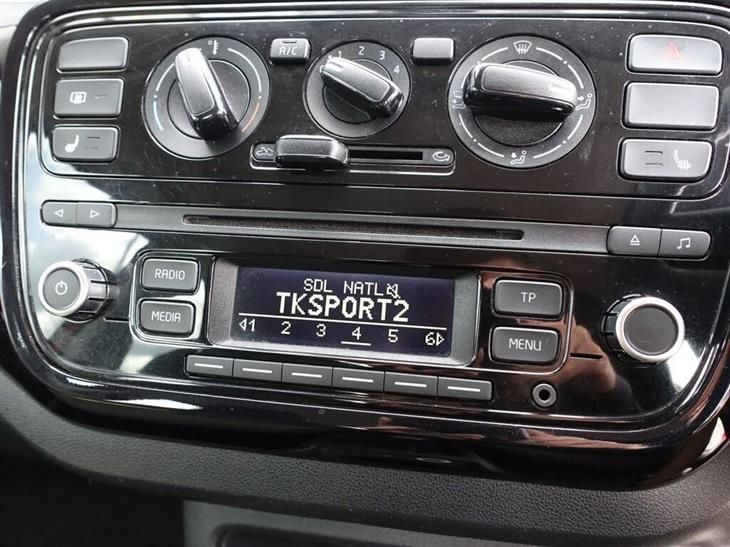 A/C
1 2 3 4
RADIO
MEDIA
SDL NATL
TKSPORT2
1 2 3 4 5 6
TP
MENU